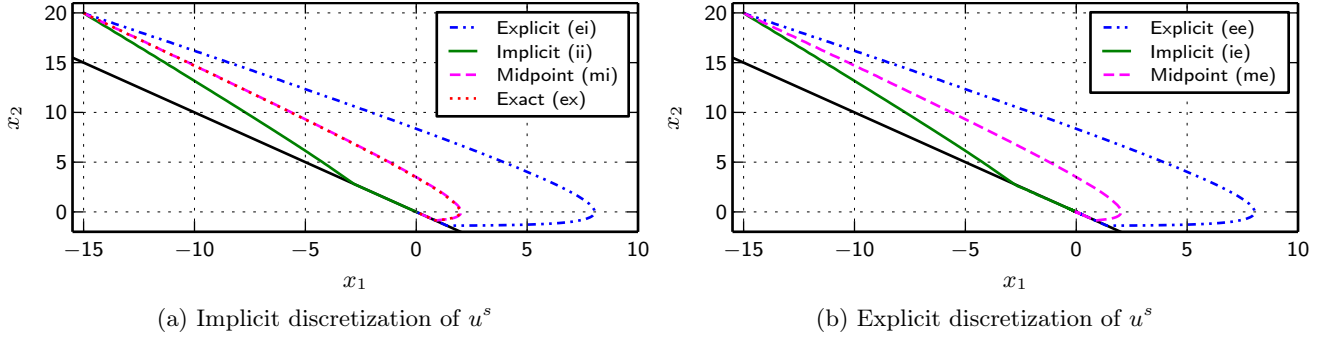 20
15
10
5
0
−15
−10
−5
0
5
10
x₂
x₁
Explicit (ei)
Implicit (ii)
Midpoint (mi)
Exact (ex)
(a) Implicit discretization of uˢ
20
15
10
5
0
−15
−10
−5
0
5
10
x₂
x₁
Explicit (ee)
Implicit (ie)
Midpoint (me)
(b) Explicit discretization of uˢ